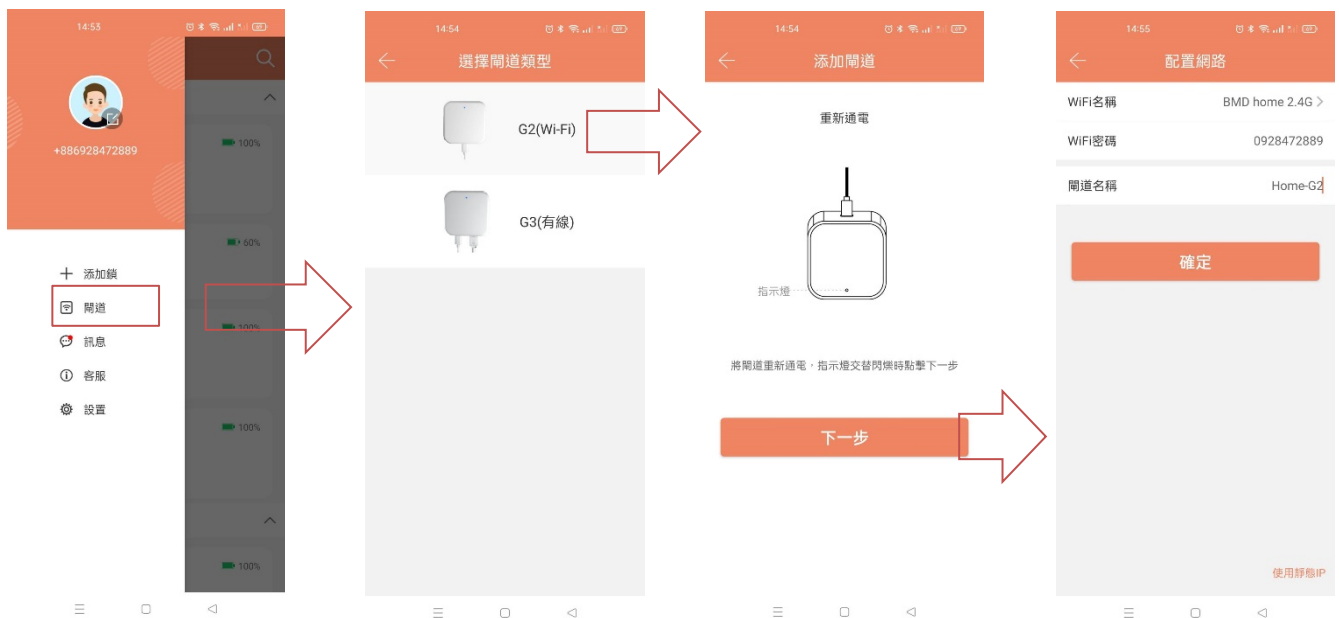 14:53
+886928472889
100%
60%
100%
100%
100%
添加鎖
閘道
訊息
客服
設置
14:54
選擇閘道類型
G2(Wi-Fi)
G3(有線)
14:54
添加閘道
重新通電
指示燈
將閘道重新通電，指示燈交替閃爍時點擊下一步
下一步
14:55
配置網路
WiFi名稱
BMD home 2.4G
WiFi密碼
0928472889
閘道名稱
Home-G2
確定
使用靜態IP